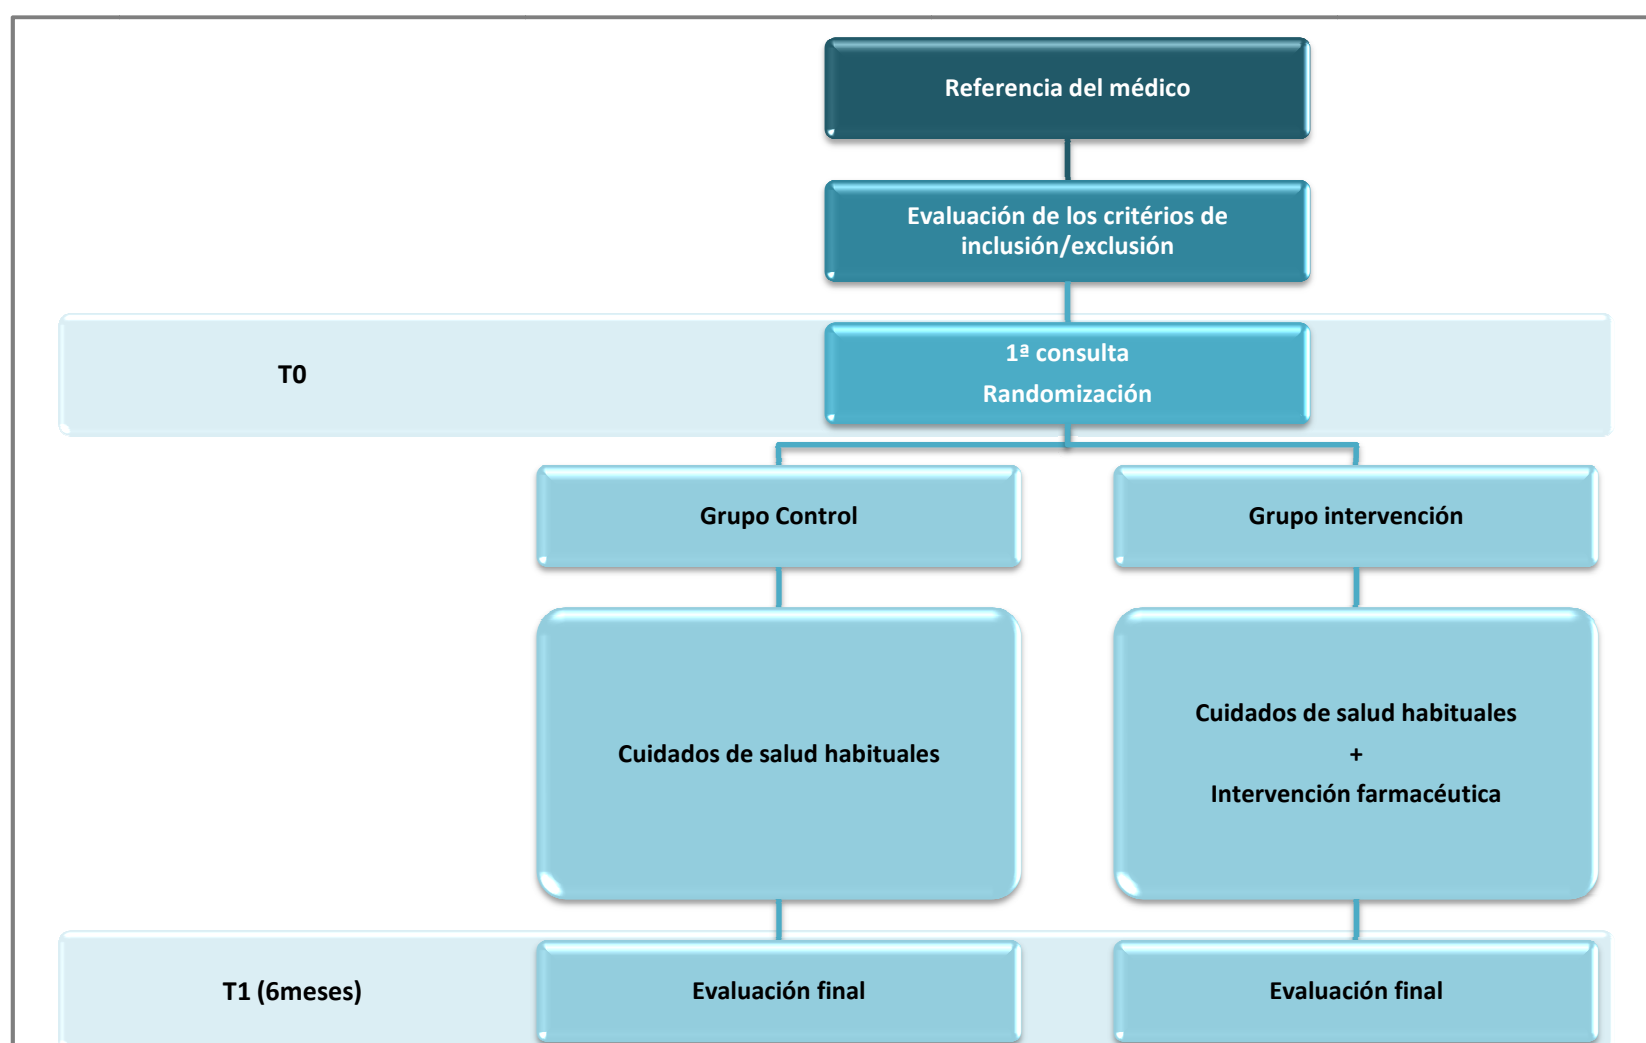 Referencia del médico
Evaluación de los critérios de
inclusión/exclusión
T0
1ª consulta
Randomización
Grupo Control
Grupo intervención
Cuidados de salud habituales
Cuidados de salud habituales
+
Intervención farmacéutica
T1 (6meses)
Evaluación final
Evaluación final